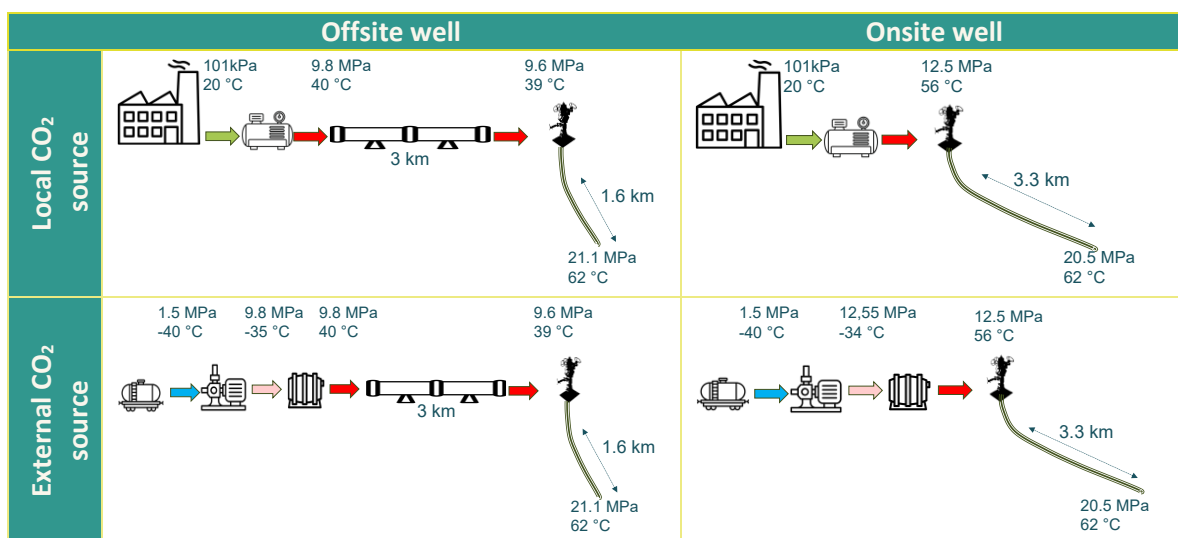 Offsite well
Onsite well
Local CO₂
source
101kPa
20 °C
9.8 MPa
40 °C
9.6 MPa
39 °C
3 km
1.6 km
21.1 MPa
62 °C
101kPa
20 °C
12.5 MPa
56 °C
3.3 km
20.5 MPa
62 °C
External CO₂
source
1.5 MPa
-40 °C
9.8 MPa
-35 °C
9.8 MPa
40 °C
9.6 MPa
39 °C
3 km
1.6 km
21.1 MPa
62 °C
1.5 MPa
-40 °C
12,55 MPa
-34 °C
12.5 MPa
56 °C
3.3 km
20.5 MPa
62 °C